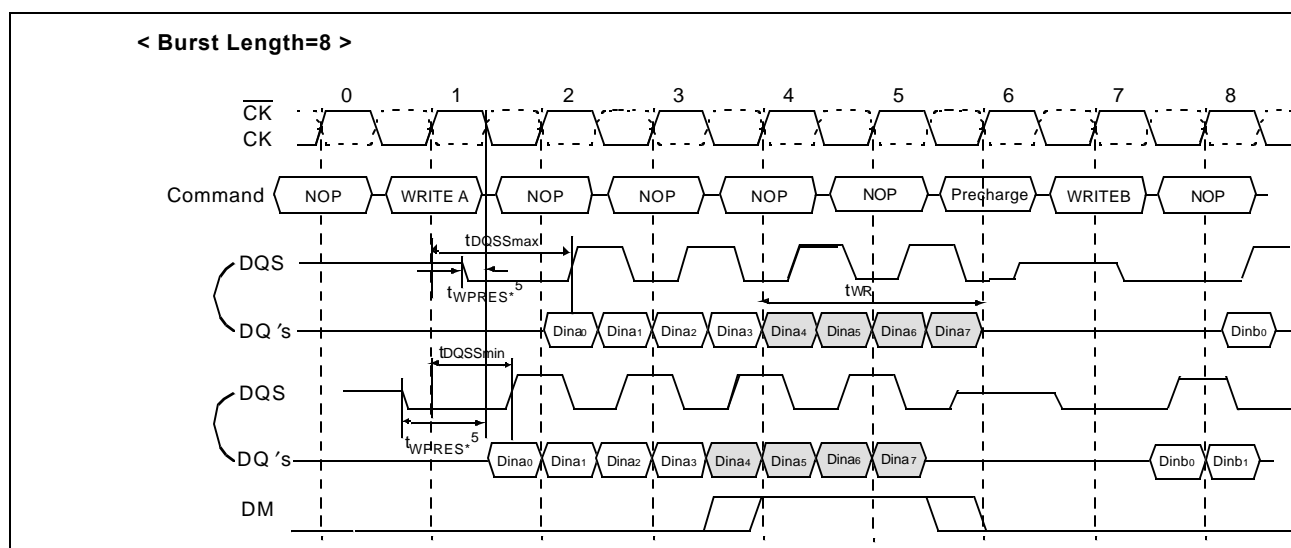 < Burst Length=8 >
0 1 2 3 4 5 6 7 8
CK
CK
Command NOP WRITE A NOP NOP NOP NOP Precharge WRITEB NOP
tDQSSmax
DQS
tWPRES*5 tWR
DQ's Dina0 Dina1 Dina2 Dina3 Dina4 Dina5 Dina6 Dina7 Dinb0
tDQSSmin
DQS
tWPRES*5
DQ's Dina0 Dina1 Dina2 Dina3 Dina4 Dina5 Dina6 Dina7 Dinb0 Dinb1
DM